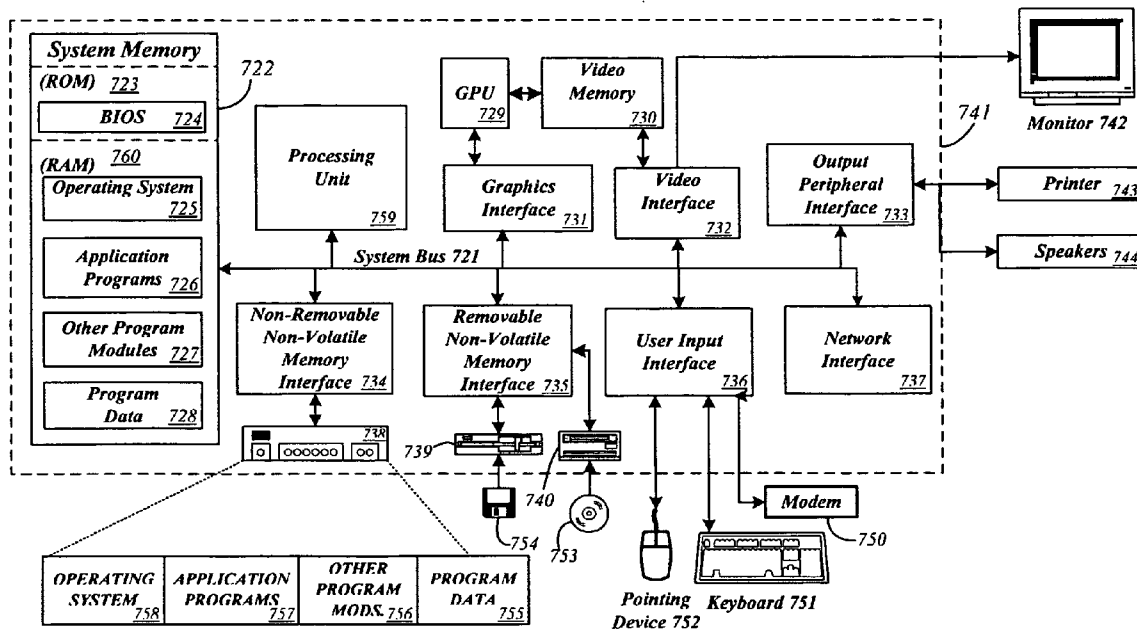 System Memory
(ROM) 723
BIOS 724
722
(RAM) 760
Operating System 725
Application Programs 726
Other Program Modules 727
Program Data 728
Processing Unit 759
GPU 729
Video Memory 730
Graphics Interface 731
Video Interface 732
Output Peripheral Interface 733
741
Monitor 742
Printer 743
Speakers 744
System Bus 721
Non-Removable Non-Volatile Memory Interface 734
Removable Non-Volatile Memory Interface 735
User Input Interface 736
Network Interface 737
738
739
740
754
753
Modem
750
Pointing Device 752
Keyboard 751
OPERATING SYSTEM 758
APPLICATION PROGRAMS 757
OTHER PROGRAM MODS. 756
PROGRAM DATA 755